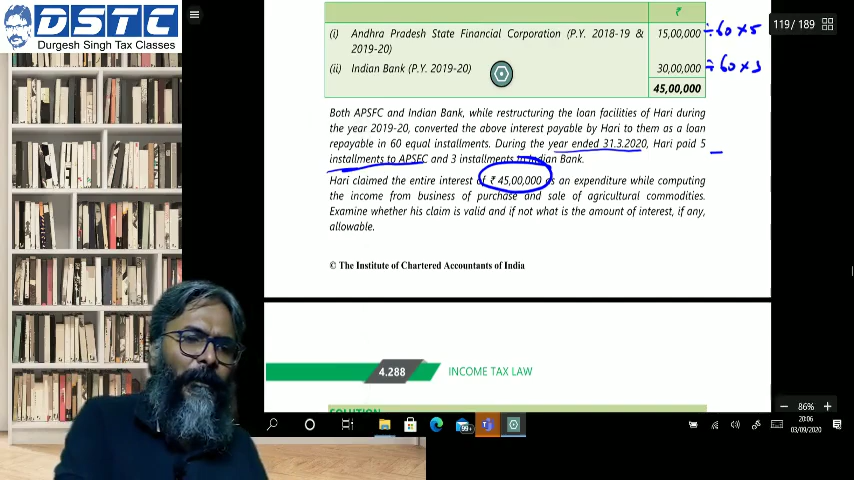 DSTC
Durgesh Singh Tax Classes
₹
119 / 189
(i) Andhra Pradesh State Financial Corporation (P.Y. 2018-19 & 2019-20) 15,00,000 ÷60×5
(ii) Indian Bank (P.Y. 2019-20) 30,00,000 ÷60×3
45,00,000
Both APSFC and Indian Bank, while restructuring the loan facilities of Hari during
the year 2019-20, converted the above interest payable by Hari to them as a loan
repayable in 60 equal installments. During the year ended 31.3.2020, Hari paid 5
installments to APSFC and 3 installments to Indian Bank.
Hari claimed the entire interest of ₹ 45,00,000 as an expenditure while computing
the income from business of purchase and sale of agricultural commodities.
Examine whether his claim is valid and if not what is the amount of interest, if any,
allowable.
© The Institute of Chartered Accountants of India
4.288 INCOME TAX LAW
SOLUTION
86%
99+
20:06
03/09/2020